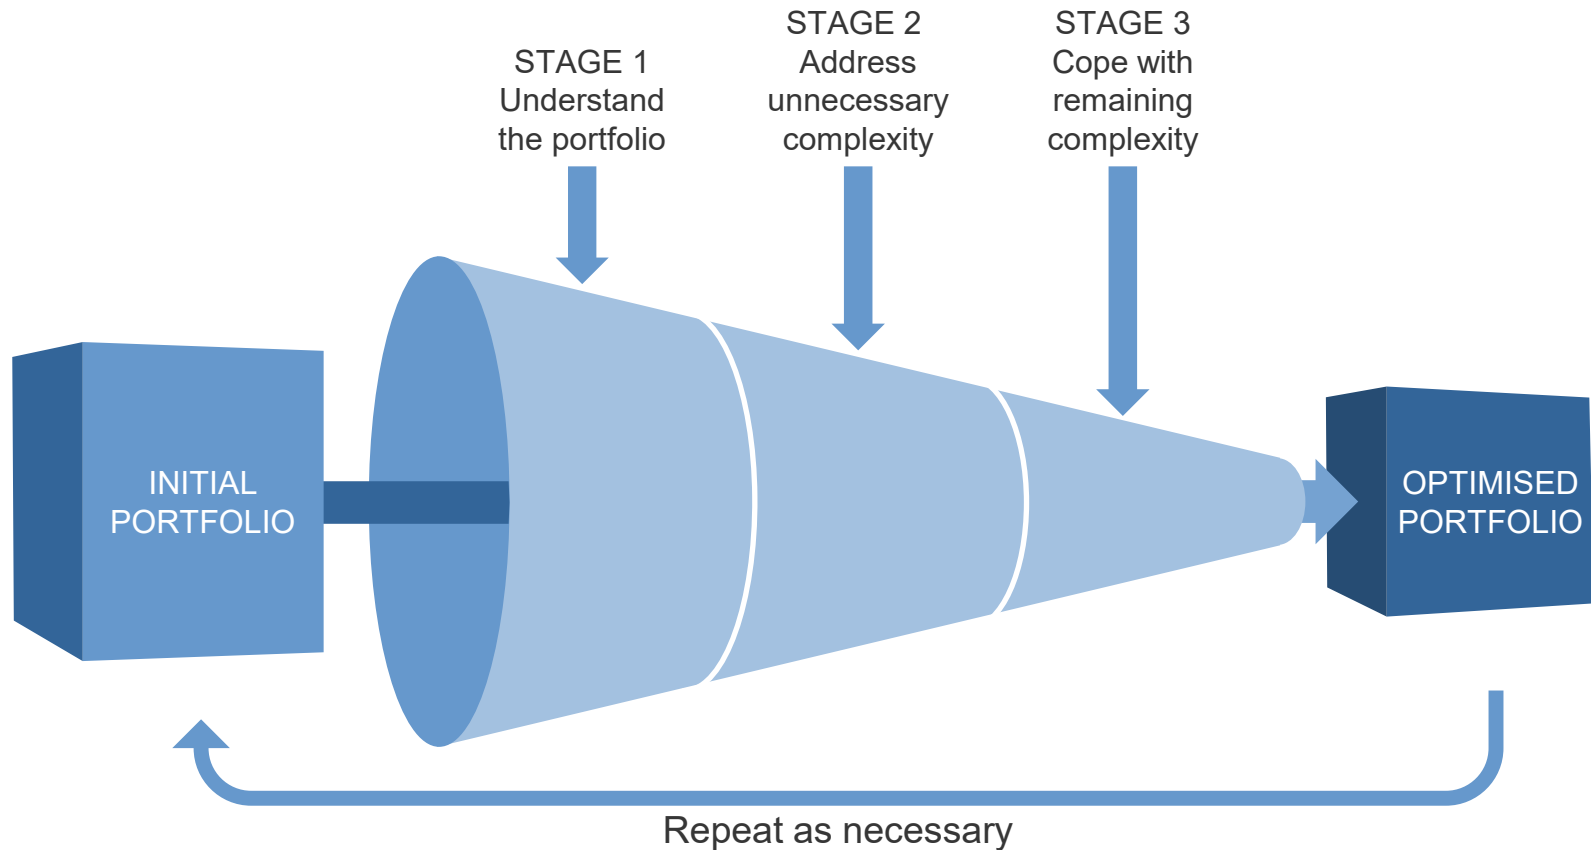 STAGE 1
Understand
the portfolio
STAGE 2
Address
unnecessary
complexity
STAGE 3
Cope with
remaining
complexity
INITIAL
PORTFOLIO
OPTIMISED
PORTFOLIO
Repeat as necessary